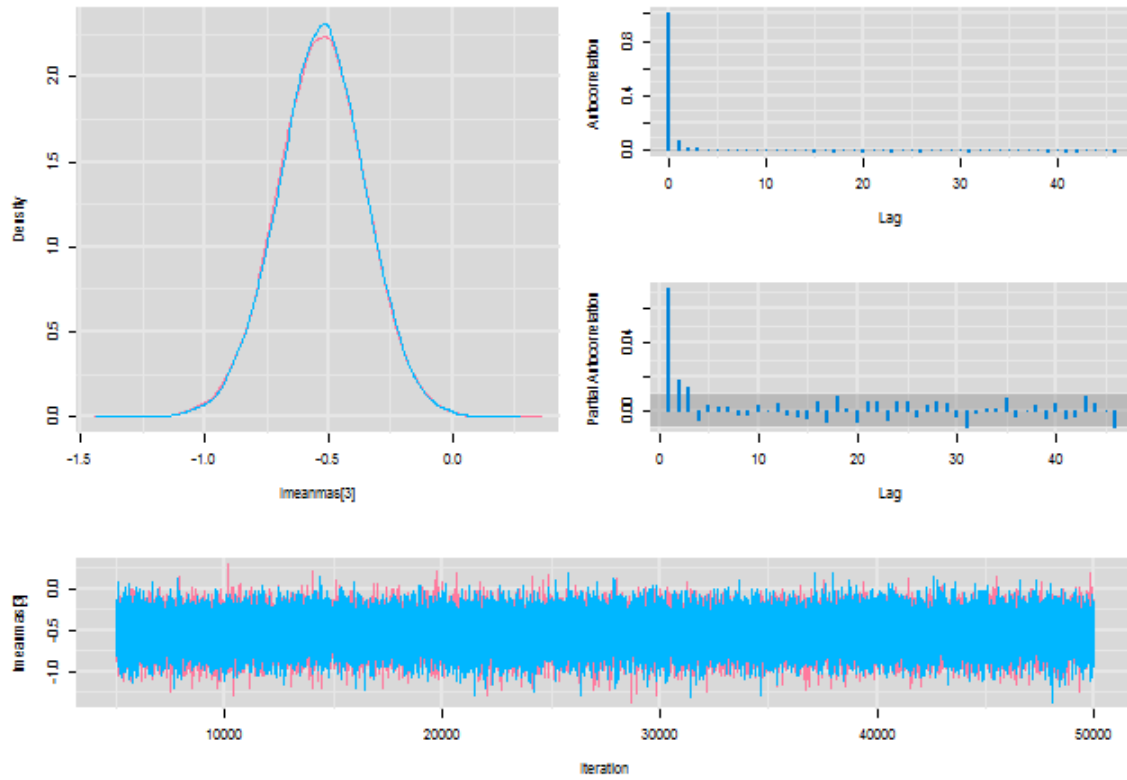 Density
0.0 0.5 1.0 1.5 2.0
-1.5 -1.0 -0.5 0.0
lmeanmas[3]
Autocorrelation
0.0 0.4 0.8
0 10 20 30 40
Lag
Partial Autocorrelation
0.00 0.04
0 10 20 30 40
Lag
lmeanmas[3]
-1.0 -0.5 0.0
10000 20000 30000 40000 50000
Iteration